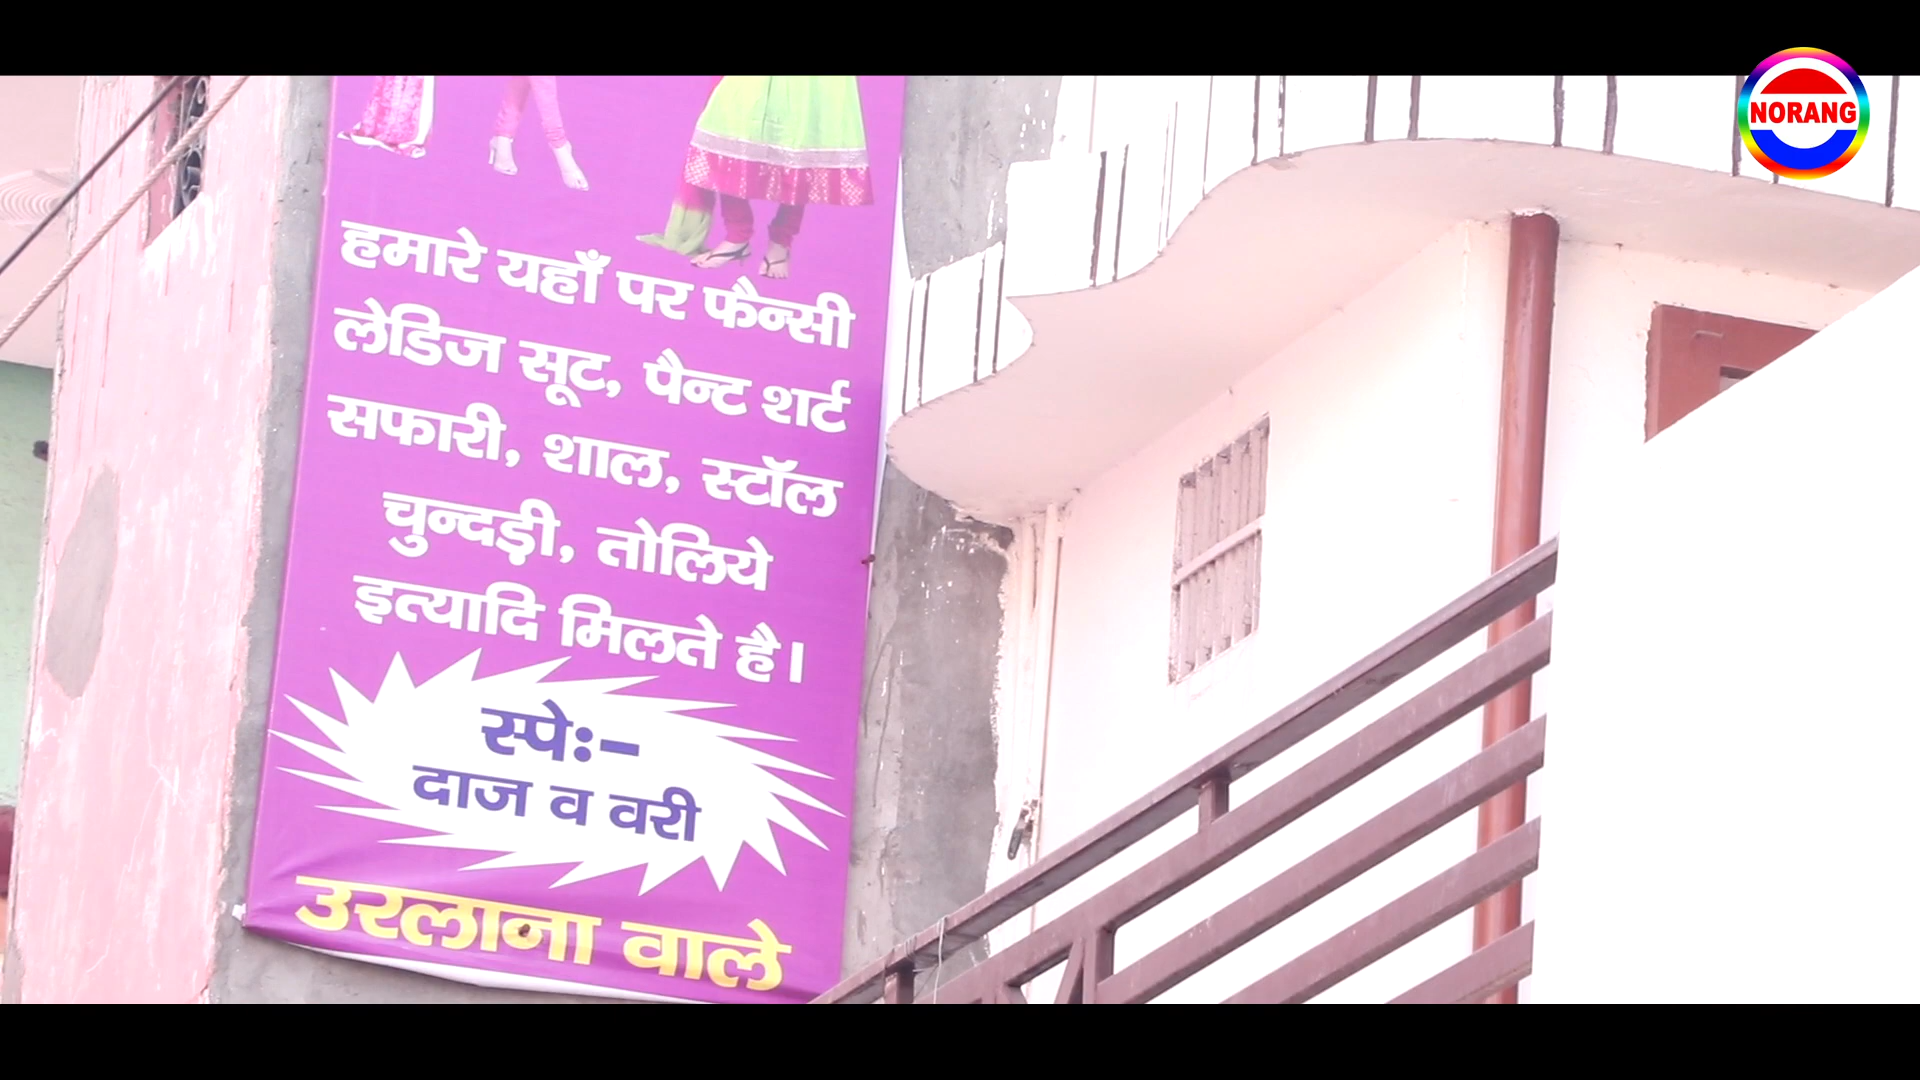 NORANG
हमारे यहाँ पर फैन्सी
लेडिज सूट, पैन्ट शर्ट
सफारी, शाल, स्टॉल
चुन्दड़ी, तोलिये
इत्यादि मिलते है।
स्पेः-
दाज व वरी
उरलाना वाले